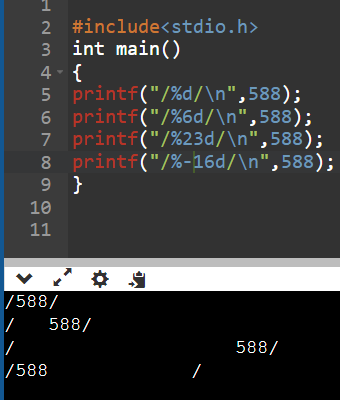 1
2 #include<stdio.h>
3 int main()
4 {
5 printf("/%d/\n",588);
6 printf("/%6d/\n",588);
7 printf("/%23d/\n",588);
8 printf("/%-16d/\n",588);
9 }
10
11
/588/
/   588/
/                    588/
/588             /